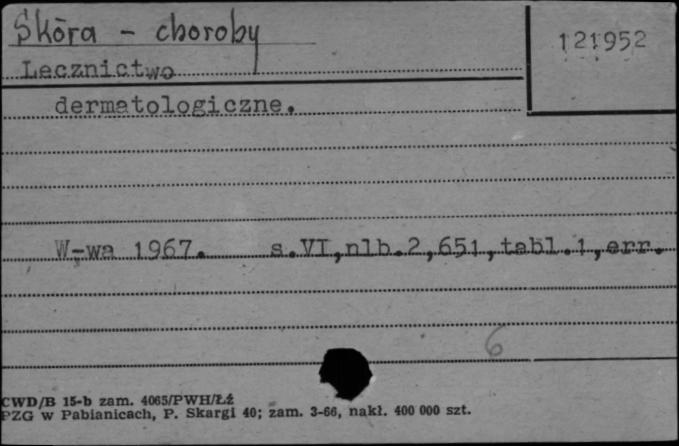 Skóra - choroby
121952
Lecznictwo
dermatologiczne.
W-wa 1967. s.VI,nlb.2,651,tabl.1,err.
6
CWD/B 15-b zam. 4065/PWH/Łź
PZG w Pabianicach, P. Skargi 40; zam. 3-66, nakł. 400 000 szt.